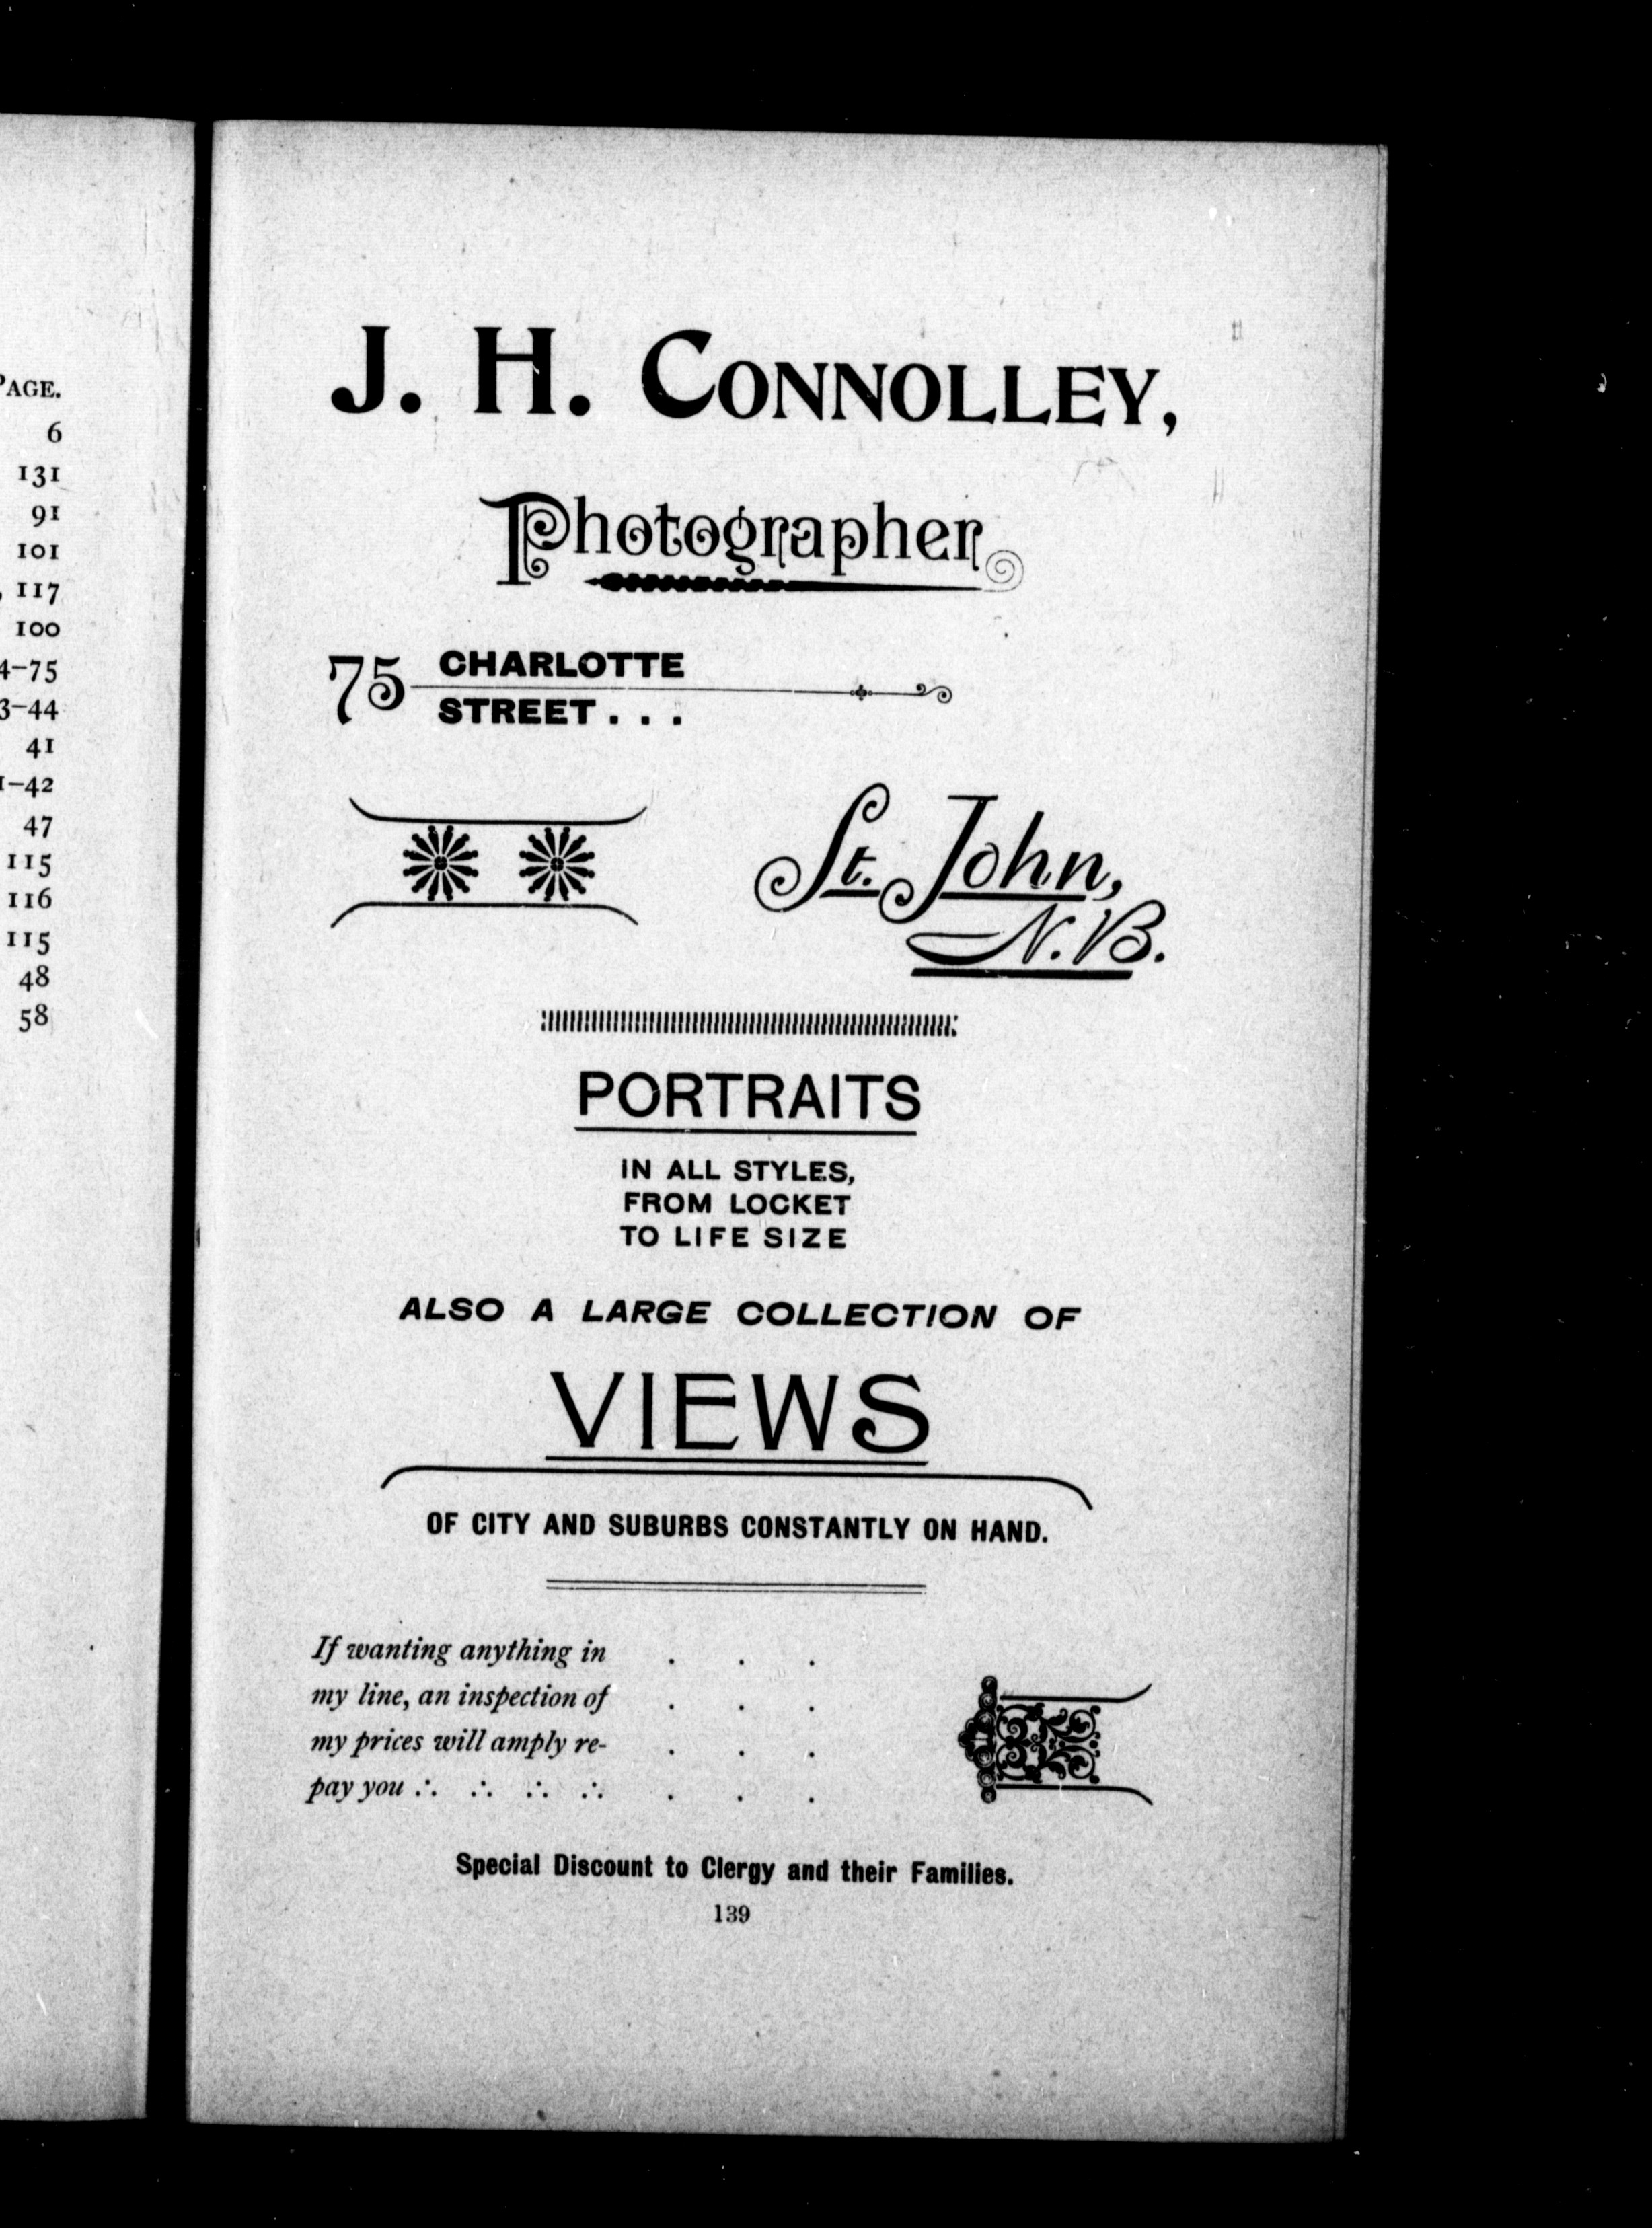 PAGE.
6
131
91
101
, 117
100
4–75
3–44
41
1–42
47
115
116
115
48
58
J. H. CONNOLLEY,
Photographer
75 CHARLOTTE
STREET . . .
St. John,
N.B.
PORTRAITS
IN ALL STYLES,
FROM LOCKET
TO LIFE SIZE
ALSO A LARGE COLLECTION OF
VIEWS
OF CITY AND SUBURBS CONSTANTLY ON HAND.
If wanting anything in . . .
my line, an inspection of . . .
my prices will amply re- . . .
pay you ∴ ∴ ∴ ∴ . . .
Special Discount to Clergy and their Families.
139